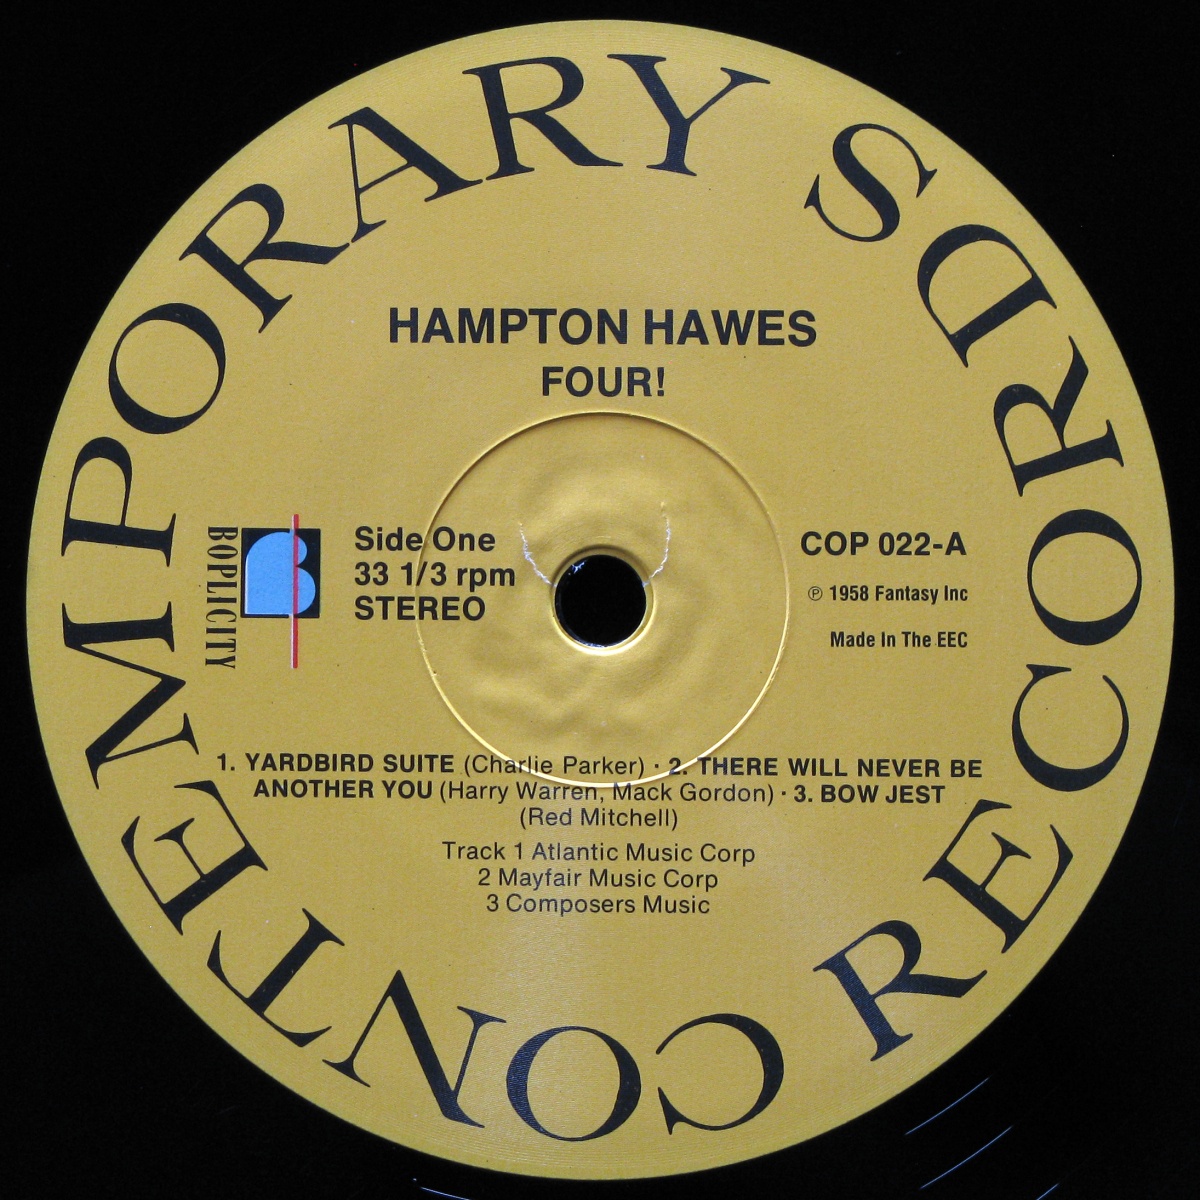 CONTEMPORARY RECORDS
HAMPTON HAWES
FOUR!
BOPLICITY
Side One
33 1/3 rpm
STEREO
COP 022-A
℗ 1958 Fantasy Inc
Made In The EEC
1. YARDBIRD SUITE (Charlie Parker) · 2. THERE WILL NEVER BE
ANOTHER YOU (Harry Warren, Mack Gordon) · 3. BOW JEST
(Red Mitchell)
Track 1 Atlantic Music Corp
2 Mayfair Music Corp
3 Composers Music